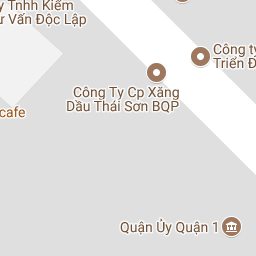 y Tnhh Kiểm
ư Vấn Độc Lập
Công ty
Triển Đ
Công Ty Cp Xăng
Dầu Thái Sơn BQP
cafe
Quận Ủy Quận 1